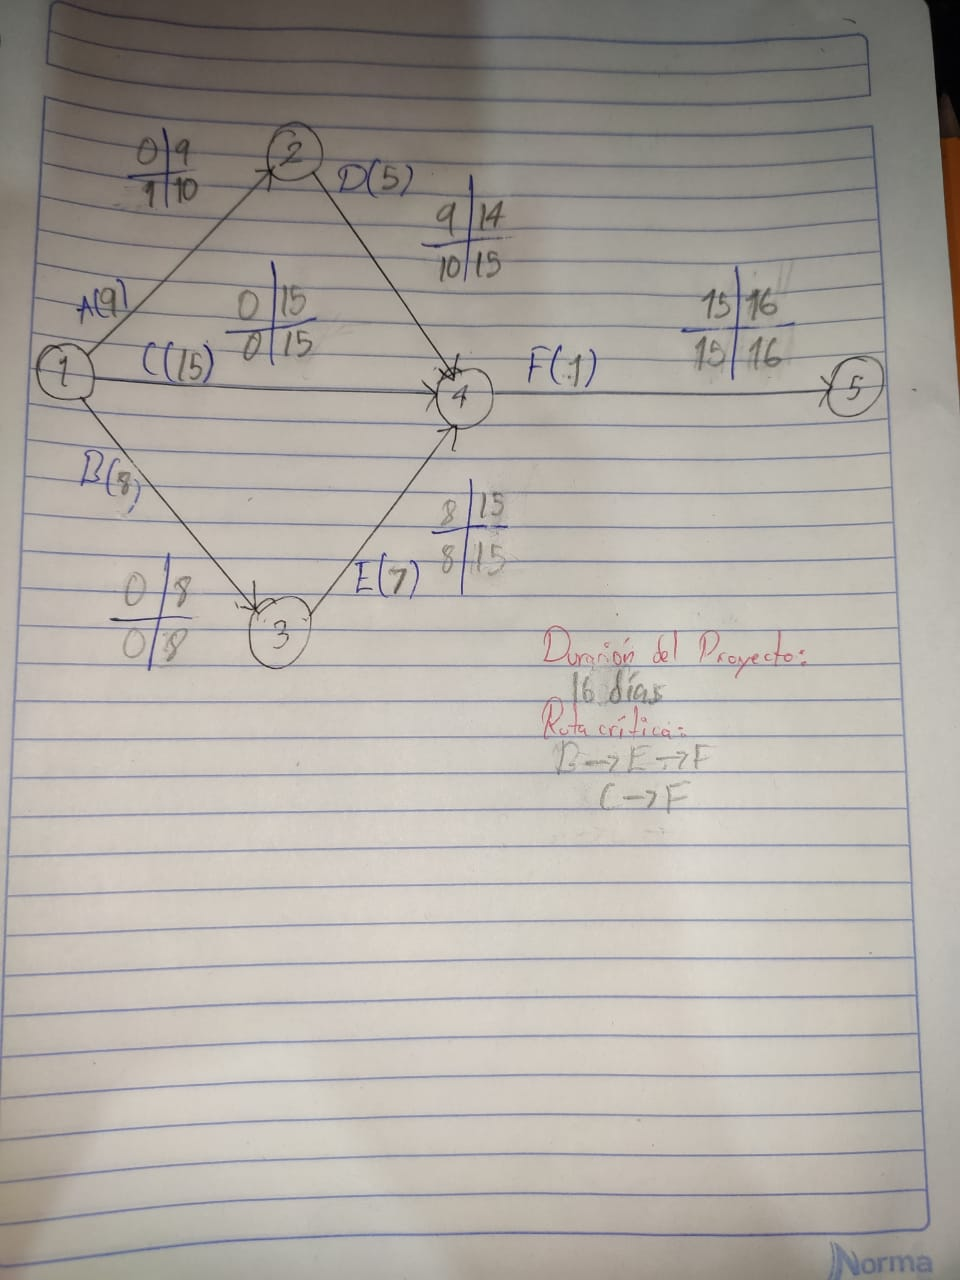 0 9
1 10
2
D(5)
9 14
10 15
A(9)
0 15
0 15
15 16
15 16
1
C(15)
F(1)
4
5
B(8)
8 15
8 15
E(7)
0 8
0 8
3
Duración del Proyecto:
16 días
Ruta crítica:
B → E → F
C → F
Norma